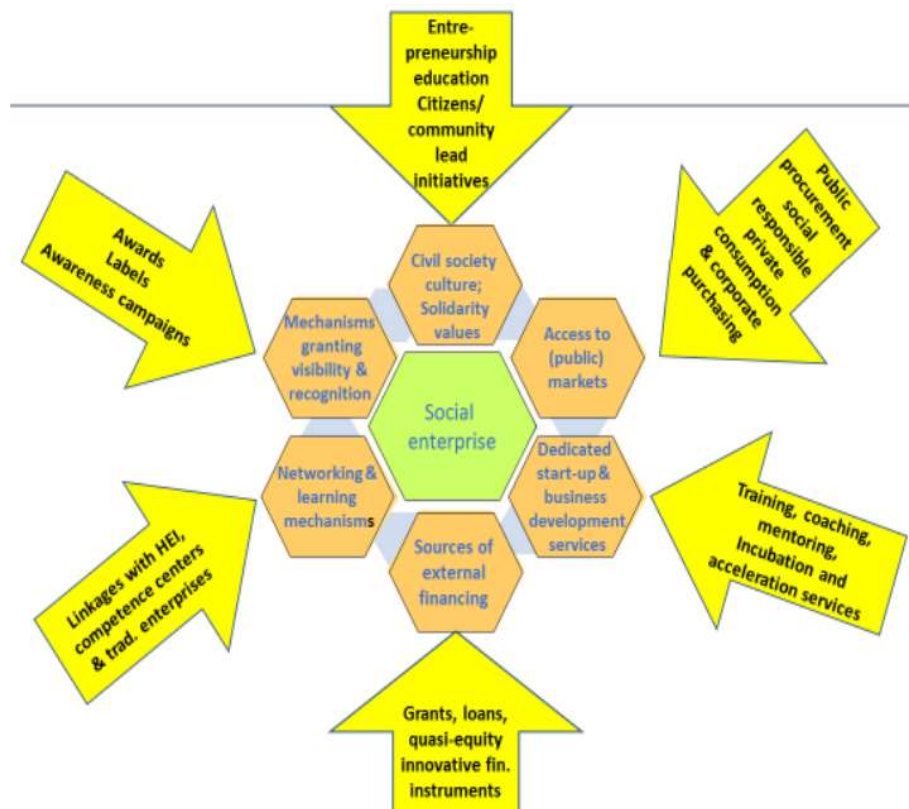 Entre-
preneurship
education
Citizens/
community
lead
initiatives
Awards
Labels
Awareness campaigns
Public
procurement
social
responsible
private
consumption
& corporate
purchasing
Civil society
culture;
Solidarity
values
Mechanisms
granting
visibility &
recognition
Access to
(public)
markets
Social
enterprise
Networking &
learning
mechanisms
Dedicated
start-up &
business
development
services
Sources of
external
financing
Linkages with HEI,
competence centers
& trad. enterprises
Training, coaching,
mentoring,
Incubation and
acceleration services
Grants, loans,
quasi-equity
innovative fin.
instruments